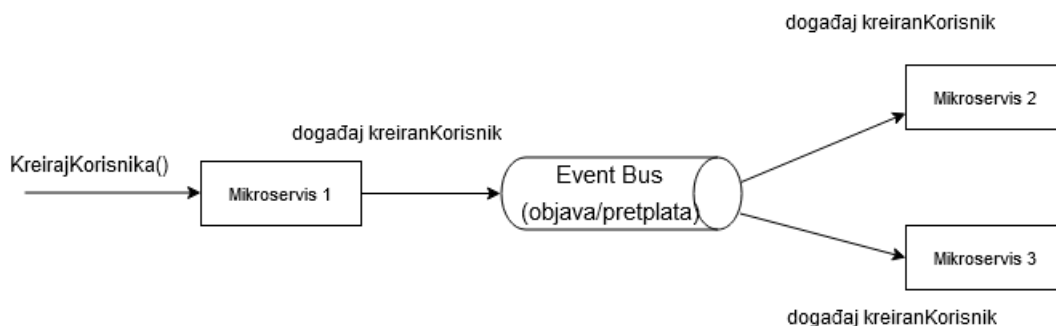 događaj kreiranKorisnik
Mikroservis 2
događaj kreiranKorisnik
KreirajKorisnika()
Mikroservis 1
Event Bus
(objava/pretplata)
Mikroservis 3
događaj kreiranKorisnik